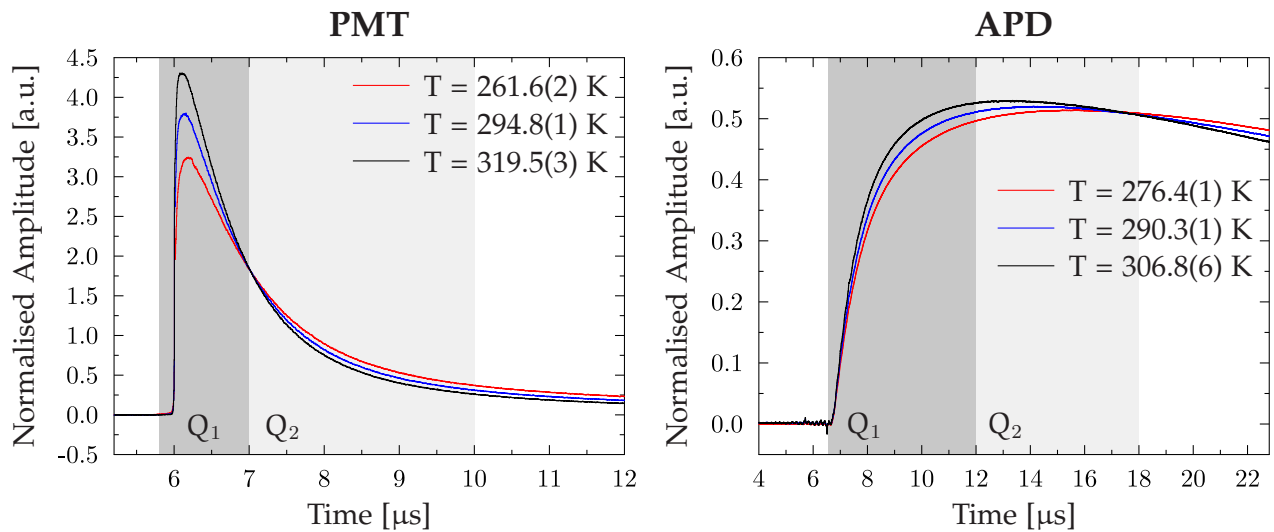 PMT
Normalised Amplitude [a.u.]
4.5
4.0
3.5
3.0
2.5
2.0
1.5
1.0
0.5
0.0
-0.5
T = 261.6(2) K
T = 294.8(1) K
T = 319.5(3) K
Q1
Q2
6 7 8 9 10 11 12
Time [μs]
APD
Normalised Amplitude [a.u.]
0.6
0.5
0.4
0.3
0.2
0.1
0.0
T = 276.4(1) K
T = 290.3(1) K
T = 306.8(6) K
Q1
Q2
4 6 8 10 12 14 16 18 20 22
Time [μs]